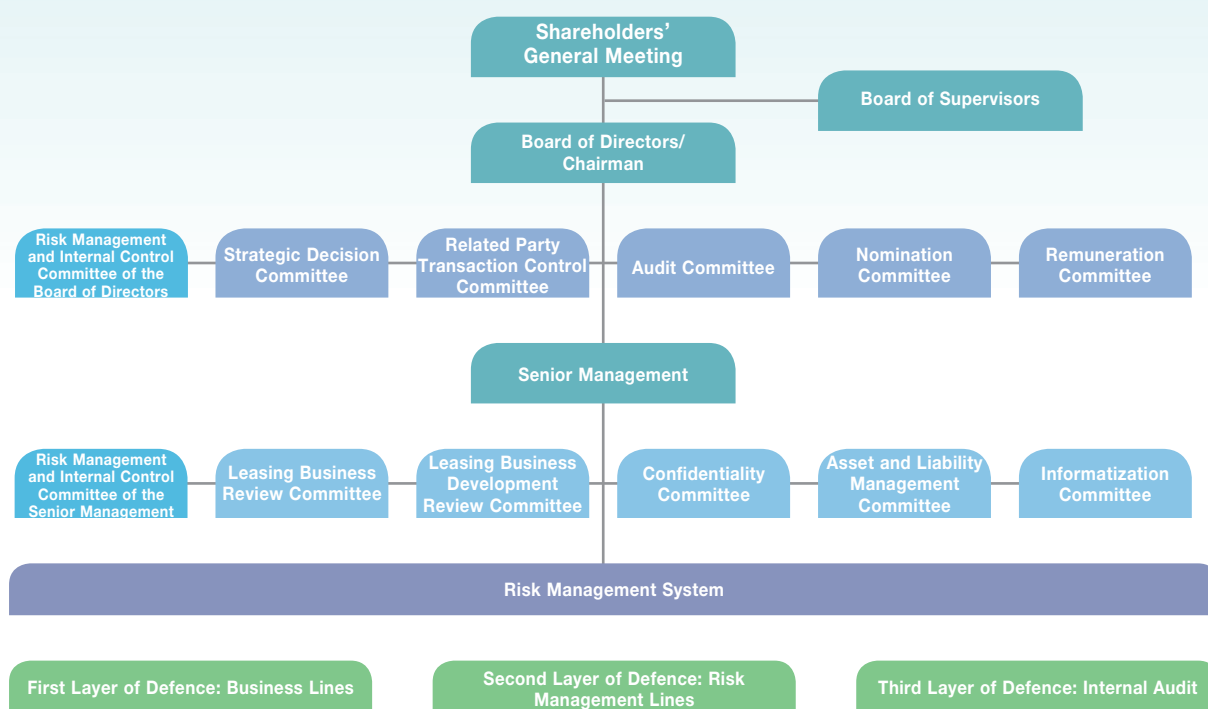 Shareholders’
General Meeting
Board of Supervisors
Board of Directors/
Chairman
Risk Management
and Internal Control
Committee of the
Board of Directors
Strategic Decision
Committee
Related Party
Transaction Control
Committee
Audit Committee
Nomination
Committee
Remuneration
Committee
Senior Management
Risk Management
and Internal Control
Committee of the
Senior Management
Leasing Business
Review Committee
Leasing Business
Development
Review Committee
Confidentiality
Committee
Asset and Liability
Management
Committee
Informatization
Committee
Risk Management System
First Layer of Defence: Business Lines
Second Layer of Defence: Risk
Management Lines
Third Layer of Defence: Internal Audit